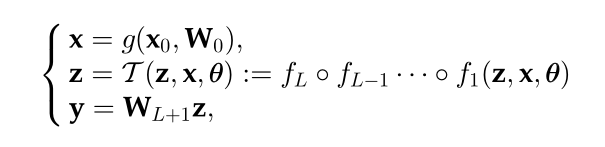 x = g(x₀, W₀),
z = 𝒯(z, x, θ) := f_L ∘ f_{L−1} ⋯ ∘ f₁(z, x, θ)
y = W_{L+1}z,